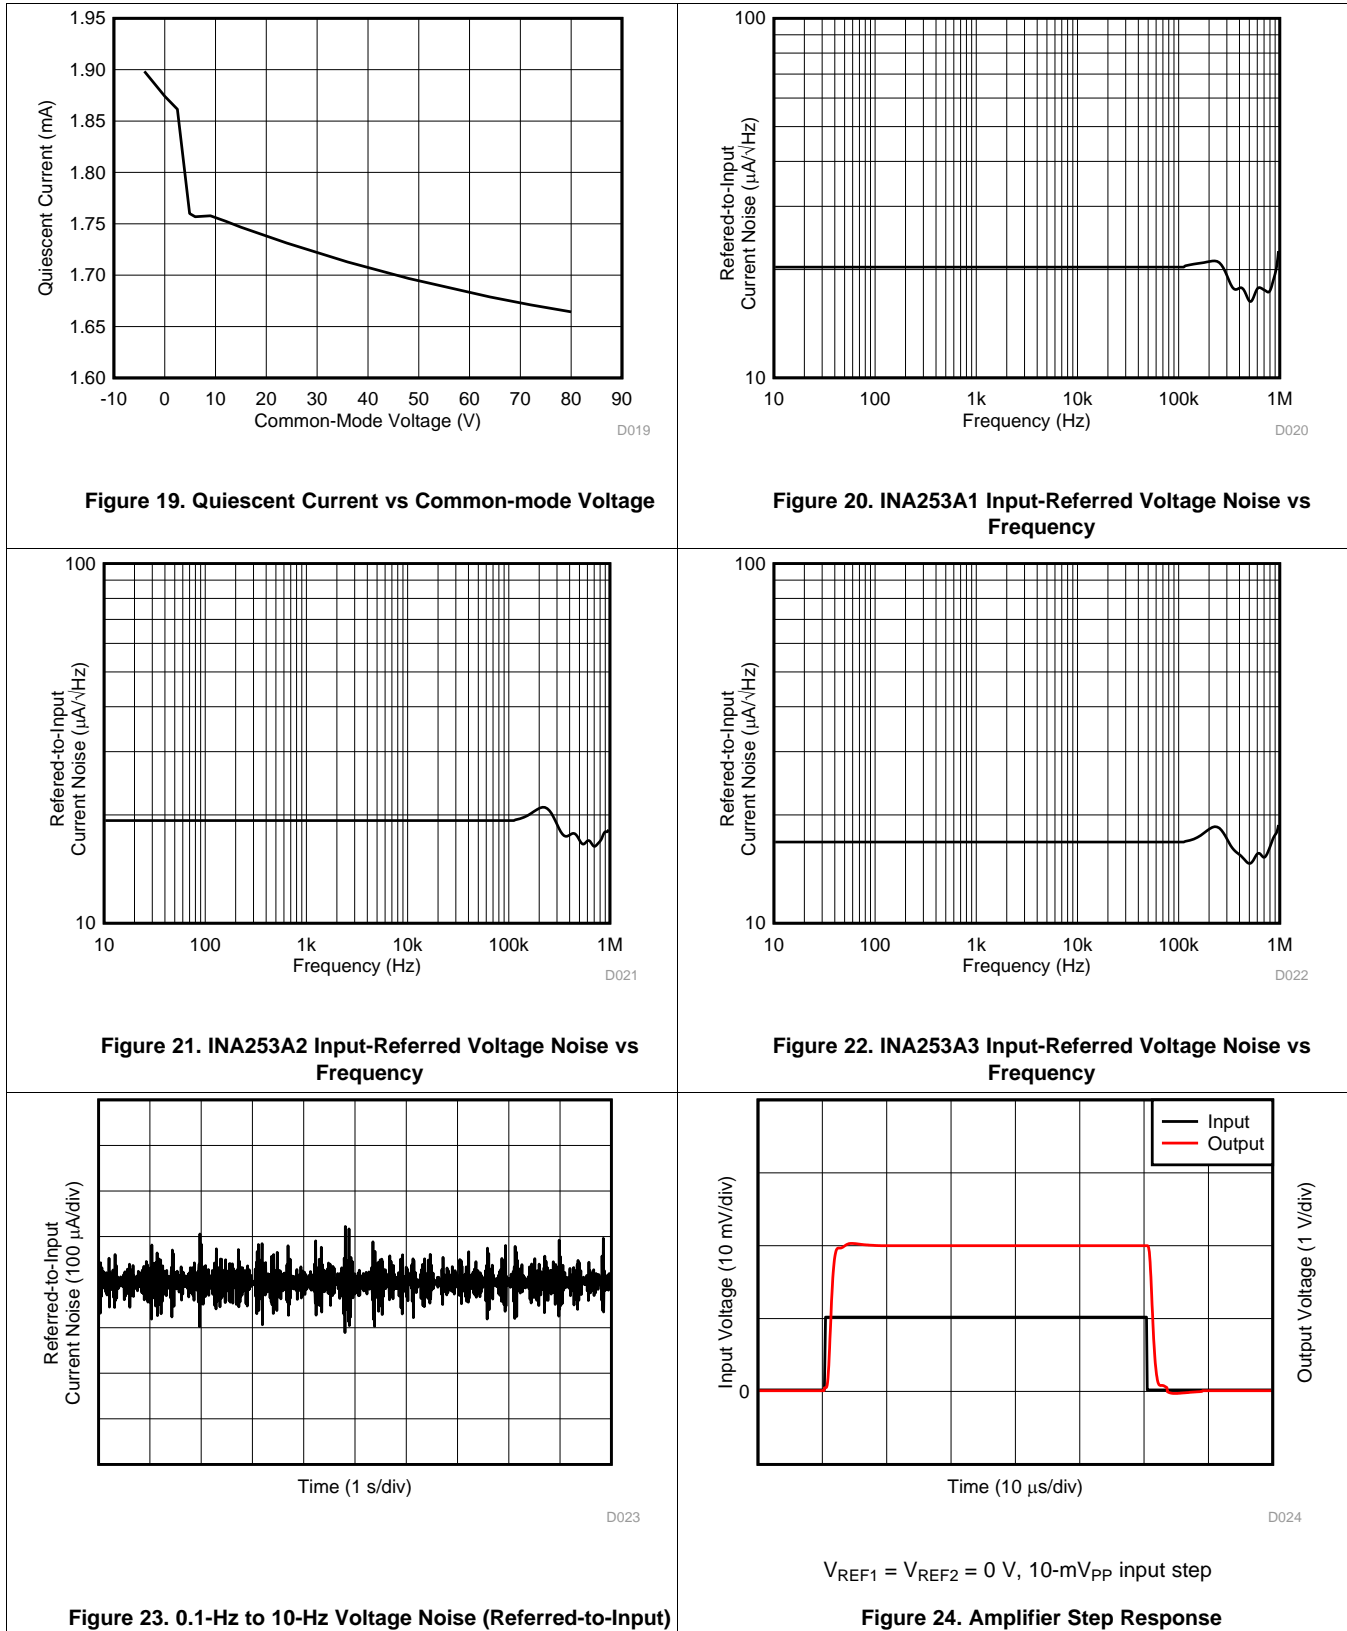 1.95
1.90
1.85
1.80
1.75
1.70
1.65
1.60
Quiescent Current (mA)
-10 0 10 20 30 40 50 60 70 80 90
Common-Mode Voltage (V)
D019
Figure 19. Quiescent Current vs Common-mode Voltage
100
10
Refered-to-Input
Current Noise (μA/√Hz)
10 100 1k 10k 100k 1M
Frequency (Hz)
D020
Figure 20. INA253A1 Input-Referred Voltage Noise vs
Frequency
100
10
Refered-to-Input
Current Noise (μA/√Hz)
10 100 1k 10k 100k 1M
Frequency (Hz)
D021
Figure 21. INA253A2 Input-Referred Voltage Noise vs
Frequency
100
10
Refered-to-Input
Current Noise (μA/√Hz)
10 100 1k 10k 100k 1M
Frequency (Hz)
D022
Figure 22. INA253A3 Input-Referred Voltage Noise vs
Frequency
Referred-to-Input
Current Noise (100 μA/div)
Time (1 s/div)
D023
Figure 23. 0.1-Hz to 10-Hz Voltage Noise (Referred-to-Input)
Input
Output
Input Voltage (10 mV/div)
0
Output Voltage (1 V/div)
Time (10 μs/div)
D024
VREF1 = VREF2 = 0 V, 10-mVPP input step
Figure 24. Amplifier Step Response